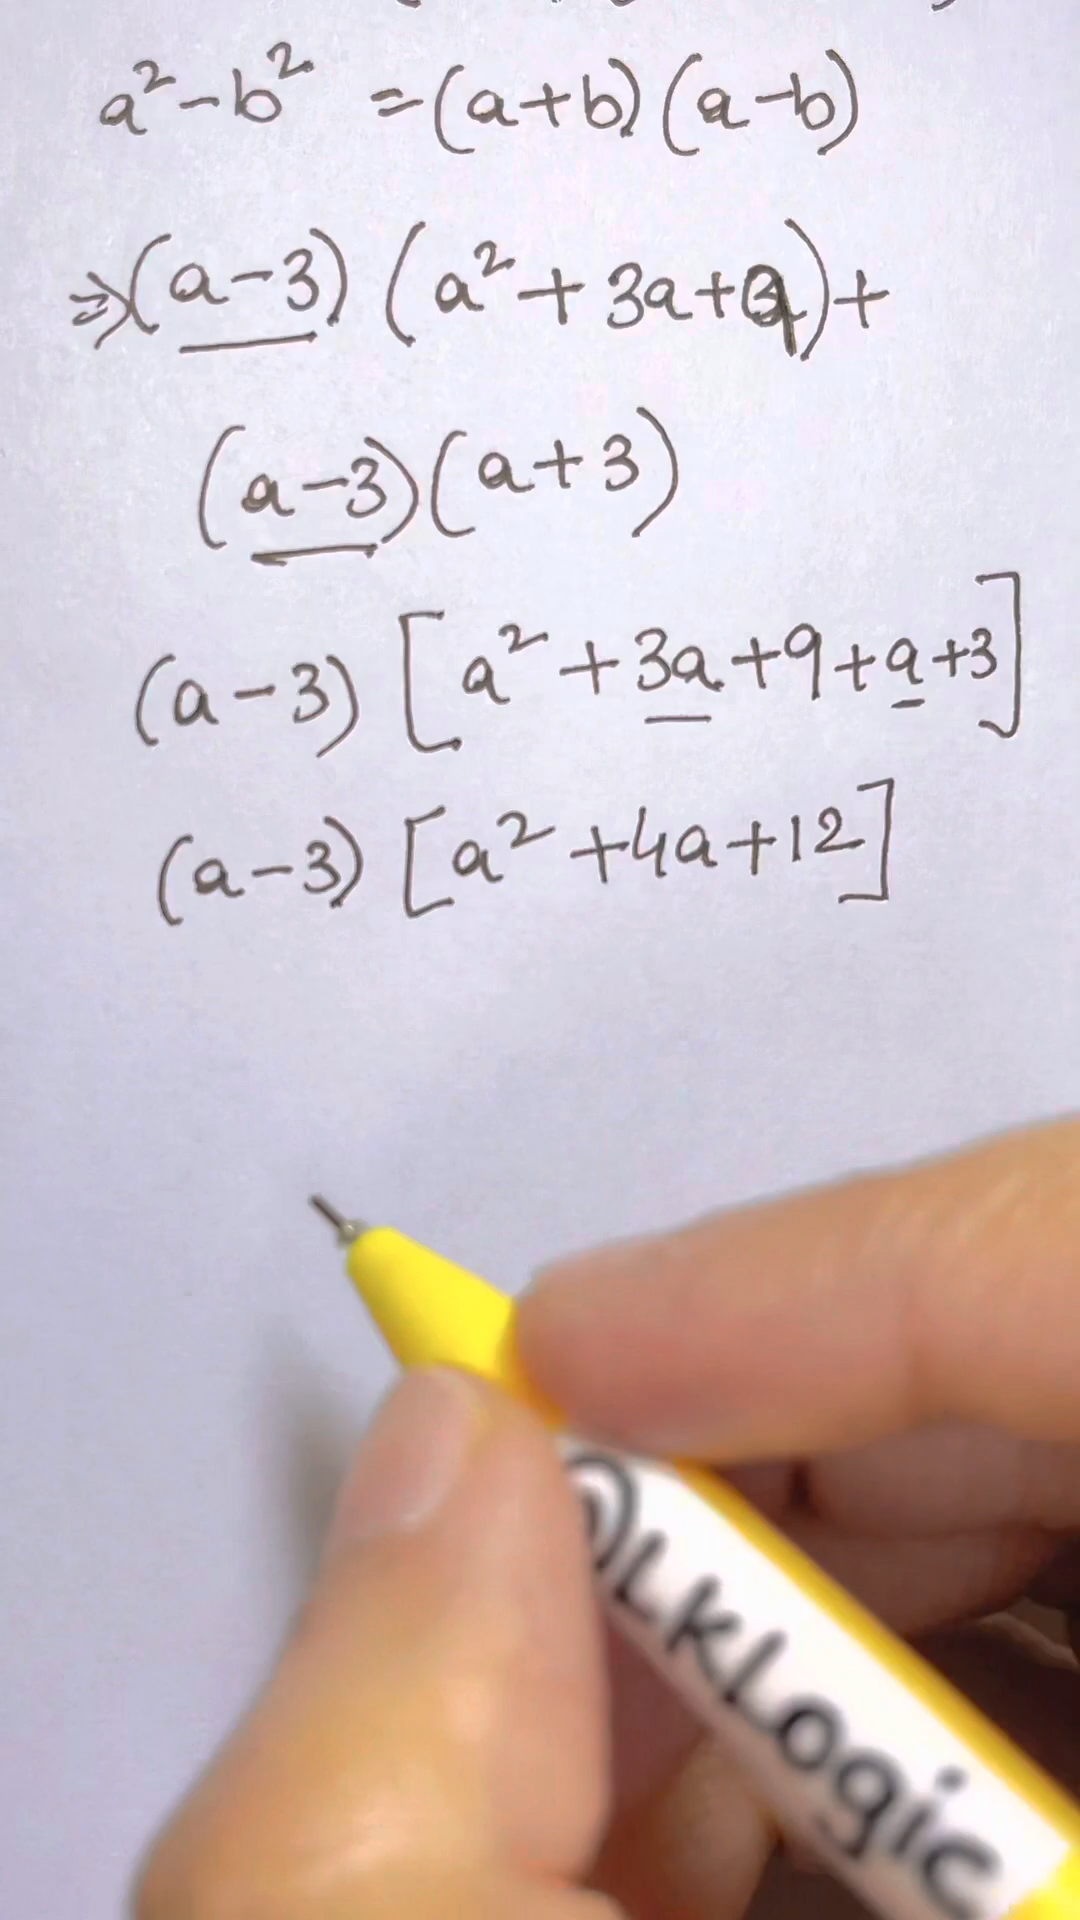 a² - b² = (a+b) (a-b)
⇒ (a-3) (a² + 3a + 9) +
(a-3) (a+3)
(a-3) [a² + 3a + 9 + a + 3]
(a-3) [a² + 4a + 12]
@LKLogic